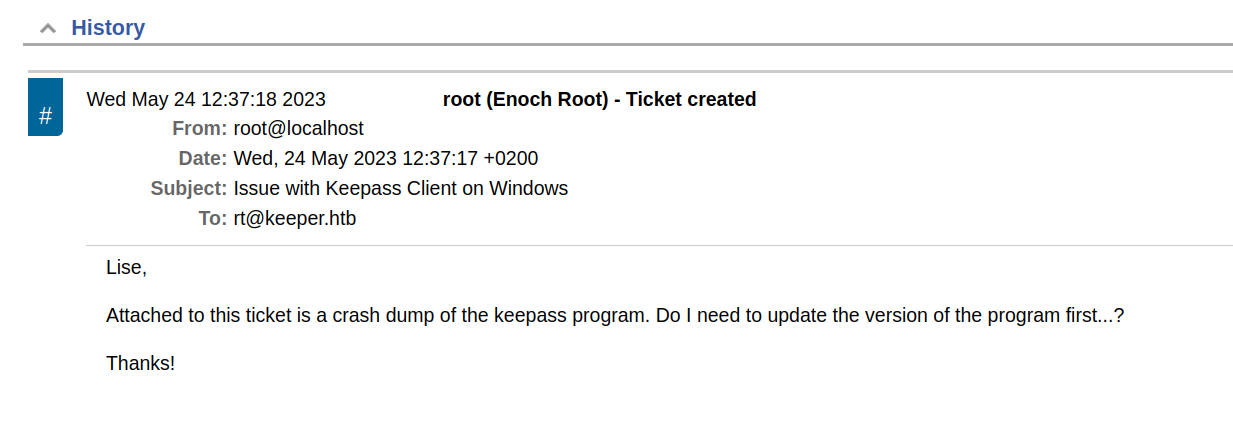 History
#
Wed May 24 12:37:18 2023 root (Enoch Root) - Ticket created
From: root@localhost
Date: Wed, 24 May 2023 12:37:17 +0200
Subject: Issue with Keepass Client on Windows
To: rt@keeper.htb
Lise,
Attached to this ticket is a crash dump of the keepass program. Do I need to update the version of the program first...?
Thanks!